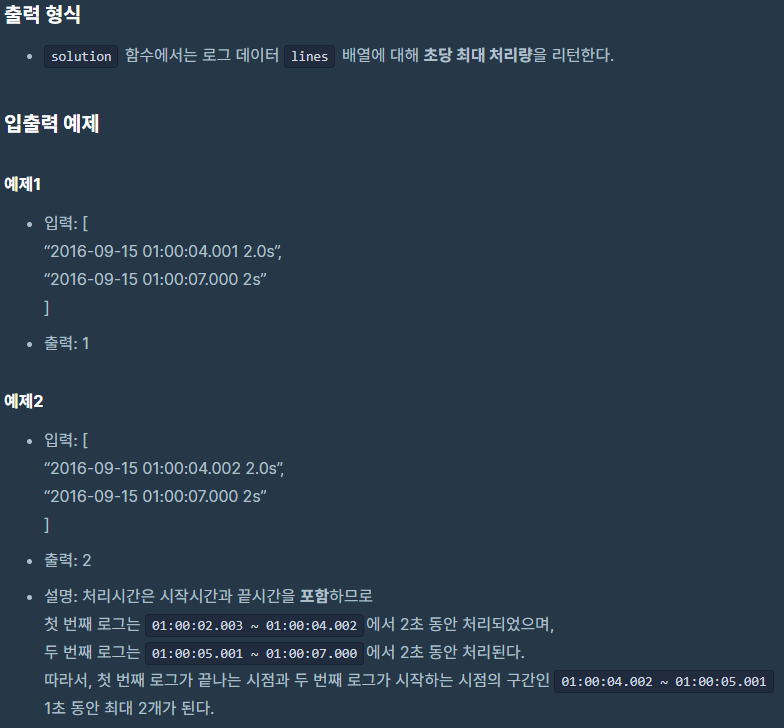 출력 형식
solution 함수에서는 로그 데이터 lines 배열에 대해 초당 최대 처리량을 리턴한다.
입출력 예제
예제1
입력: [
“2016-09-15 01:00:04.001 2.0s”,
“2016-09-15 01:00:07.000 2s”
]
출력: 1
예제2
입력: [
“2016-09-15 01:00:04.002 2.0s”,
“2016-09-15 01:00:07.000 2s”
]
출력: 2
설명: 처리시간은 시작시간과 끝시간을 포함하므로
첫 번째 로그는 01:00:02.003 ~ 01:00:04.002 에서 2초 동안 처리되었으며,
두 번째 로그는 01:00:05.001 ~ 01:00:07.000 에서 2초 동안 처리된다.
따라서, 첫 번째 로그가 끝나는 시점과 두 번째 로그가 시작하는 시점의 구간인 01:00:04.002 ~ 01:00:05.001
1초 동안 최대 2개가 된다.